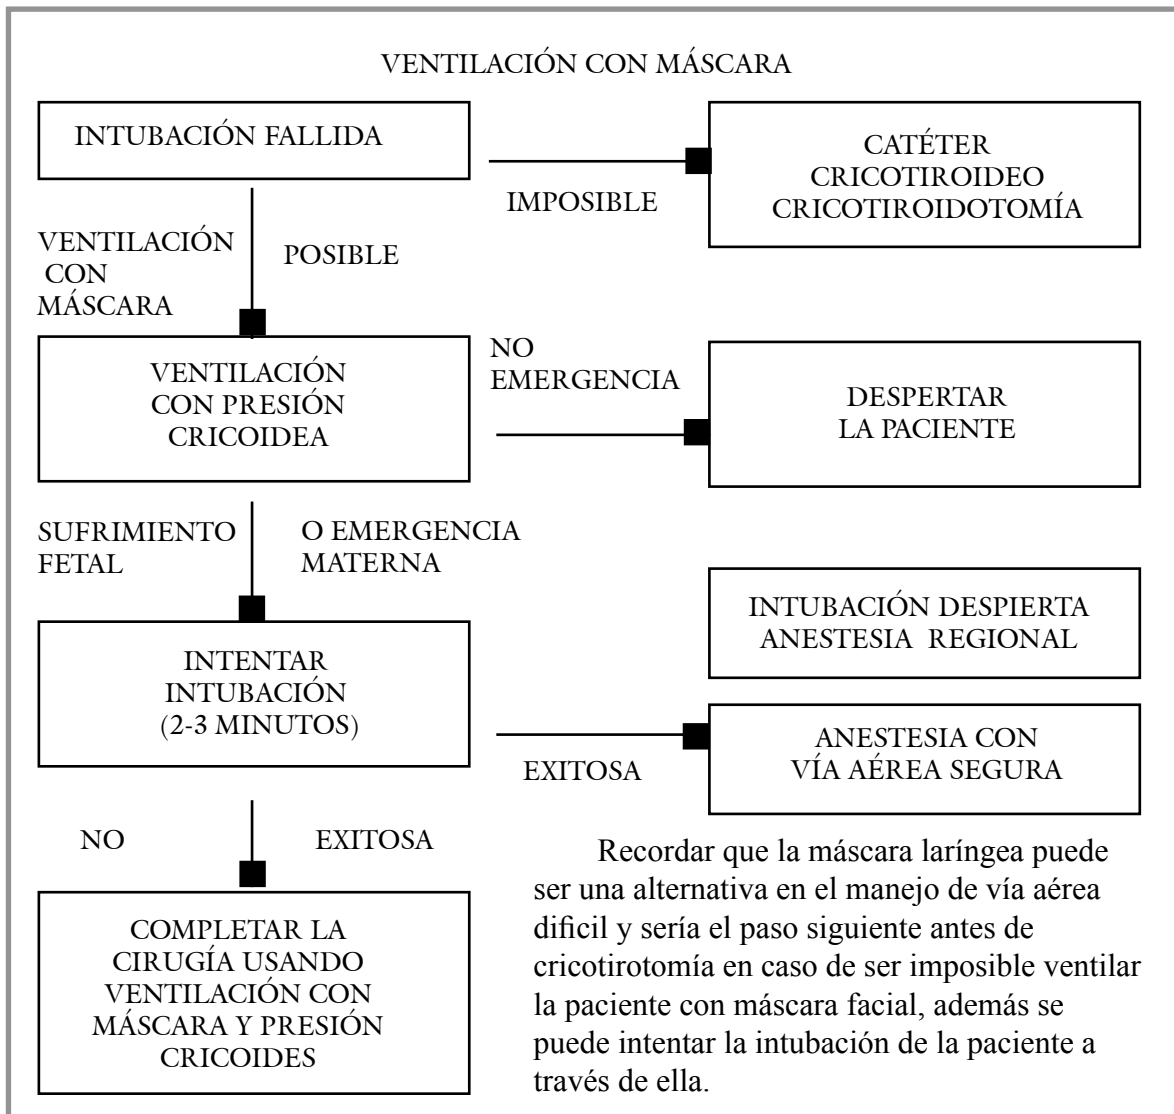 VENTILACIÓN CON MÁSCARA
INTUBACIÓN FALLIDA
IMPOSIBLE
CATÉTER
CRICOTIROIDEO
CRICOTIROIDOTOMÍA
VENTILACIÓN
CON
MÁSCARA
POSIBLE
VENTILACIÓN
CON PRESIÓN
CRICOIDEA
NO
EMERGENCIA
DESPERTAR
LA PACIENTE
SUFRIMIENTO
FETAL
O EMERGENCIA
MATERNA
INTUBACIÓN DESPIERTA
ANESTESIA REGIONAL
INTENTAR
INTUBACIÓN
(2-3 MINUTOS)
EXITOSA
ANESTESIA CON
VÍA AÉREA SEGURA
NO
EXITOSA
COMPLETAR LA
CIRUGÍA USANDO
VENTILACIÓN CON
MÁSCARA Y PRESIÓN
CRICOIDES
Recordar que la máscara laríngea puede
ser una alternativa en el manejo de vía aérea
dificil y sería el paso siguiente antes de
cricotirotomía en caso de ser imposible ventilar
la paciente con máscara facial, además se
puede intentar la intubación de la paciente a
través de ella.